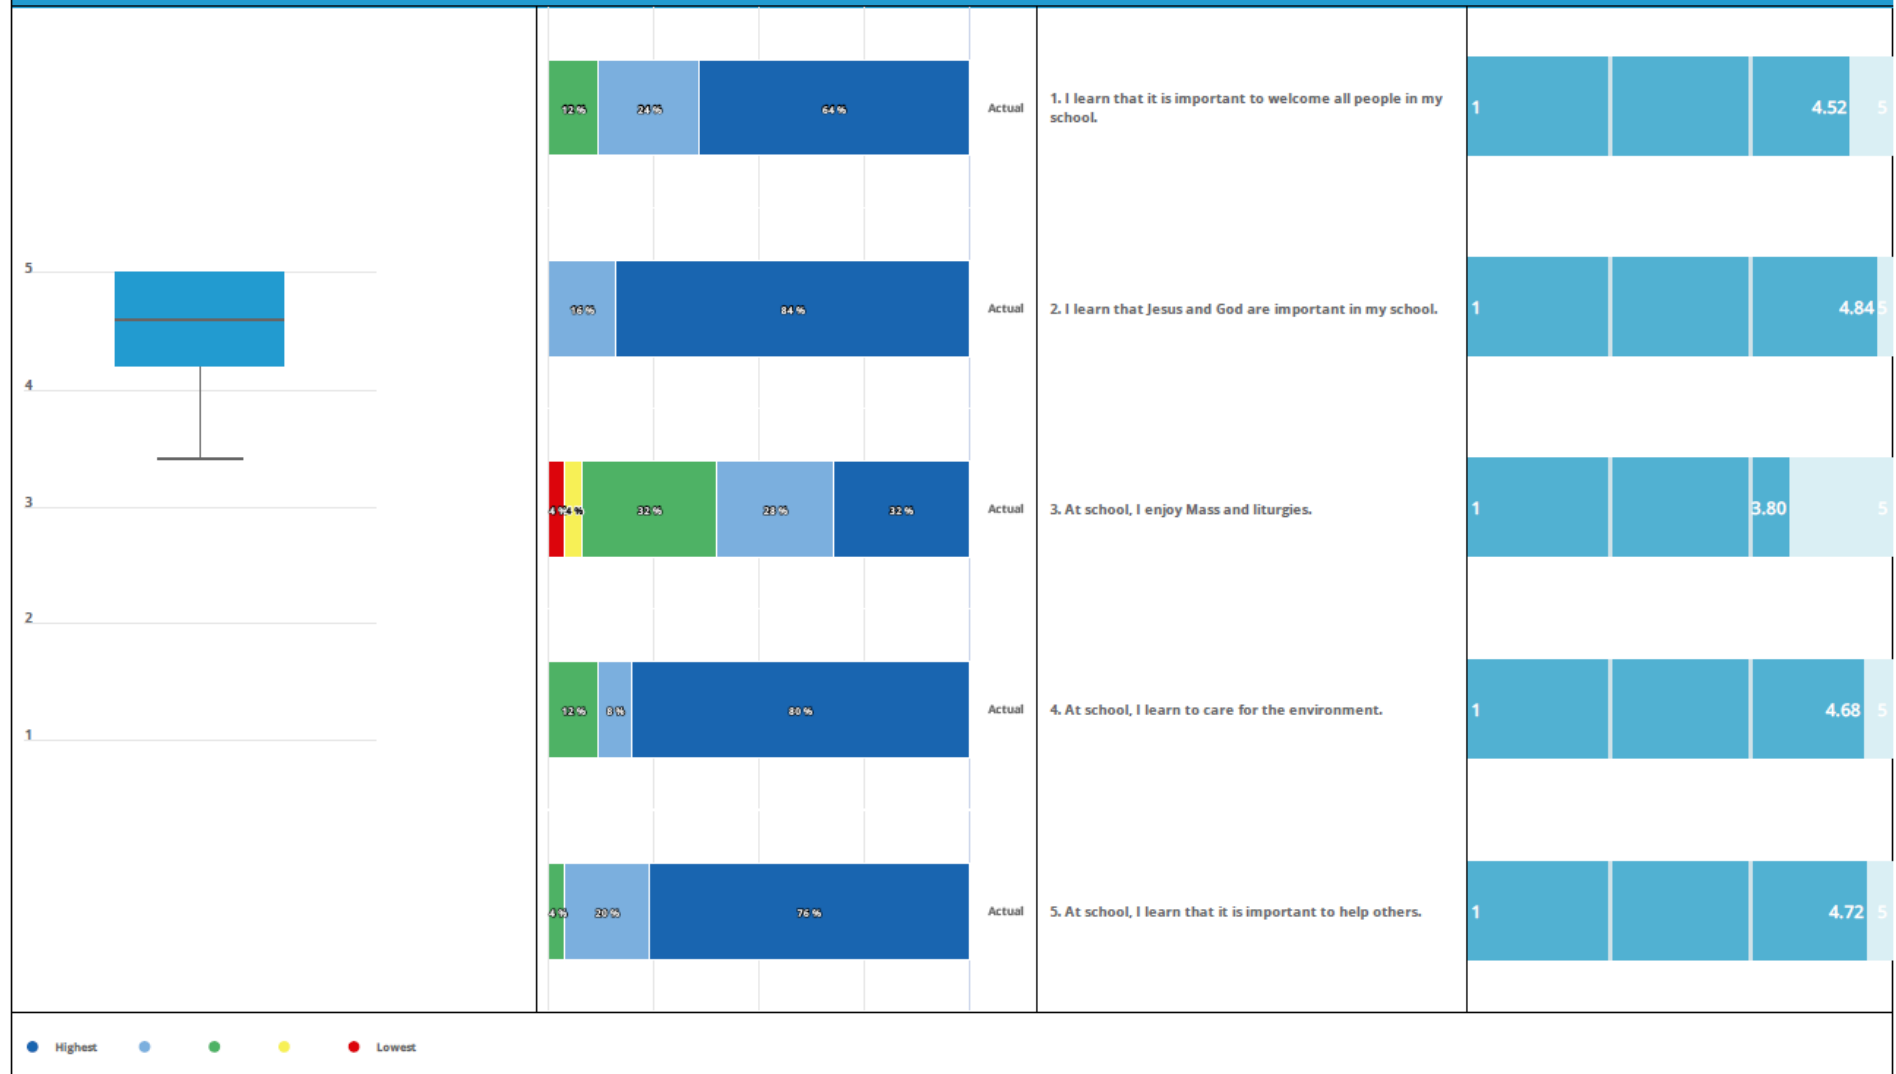 5
4
3
2
1
12 % 24 % 64 %
Actual
1. I learn that it is important to welcome all people in my
school.
1 4.52 5
16 % 84 %
Actual
2. I learn that Jesus and God are important in my school.
1 4.84 5
4 % 4 % 32 % 28 % 32 %
Actual
3. At school, I enjoy Mass and liturgies.
1 3.80 5
12 % 8 % 80 %
Actual
4. At school, I learn to care for the environment.
1 4.68 5
4 % 20 % 76 %
Actual
5. At school, I learn that it is important to help others.
1 4.72 5
Highest Lowest